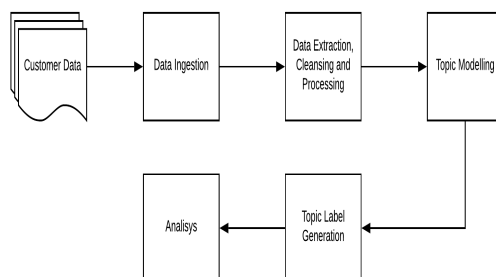 Customer Data
Data Ingestion
Data Extraction,
Cleansing and
Processing
Topic Modelling
Topic Label
Generation
Analisys